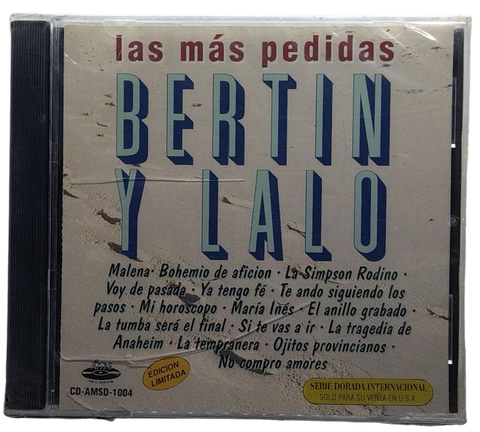 las más pedidas
BERTIN
Y LALO
Malena· Bohemio de aficion · La Simpson Rodino ·
Voy de pasada · Ya tengo fé · Te ando siguiendo los
pasos · Mi horoscopo · María Inés · El anillo grabado ·
La tumba será el final · Si te vas a ir · La tragedia de
Anaheim · La tempranera · Ojitos provincianos ·
No compro amores
EDICION
LIMITADA
RECORDS
CD-AMSD-1004
SERIE DORADA INTERNACIONAL
SOLO PARA SU VENTA EN U.S.A